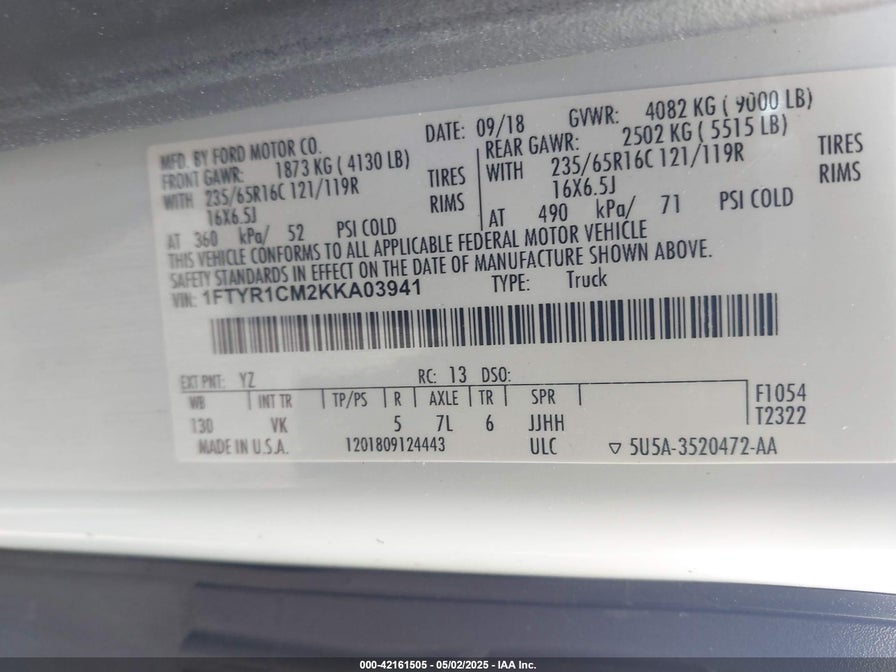 MFD. BY FORD MOTOR CO. DATE: 09/18 GVWR: 4082 KG ( 9000 LB)
FRONT GAWR: 1873 KG ( 4130 LB) REAR GAWR: 2502 KG ( 5515 LB)
WITH 235/65R16C 121/119R TIRES WITH 235/65R16C 121/119R TIRES
16X6.5J RIMS 16X6.5J RIMS
AT 360 kPa/ 52 PSI COLD AT 490 kPa/ 71 PSI COLD
THIS VEHICLE CONFORMS TO ALL APPLICABLE FEDERAL MOTOR VEHICLE
SAFETY STANDARDS IN EFFECT ON THE DATE OF MANUFACTURE SHOWN ABOVE.
VIN: 1FTYR1CM2KKA03941 TYPE: Truck
EXT PNT: YZ RC: 13 DSO:
WB INT TR TP/PS R AXLE TR SPR F1054
130 VK 5 7L 6 JJHH T2322
MADE IN U.S.A. 1201809124443 ULC ▽ 5U5A-3520472-AA
000-42161505 - 05/02/2025 - IAA Inc.